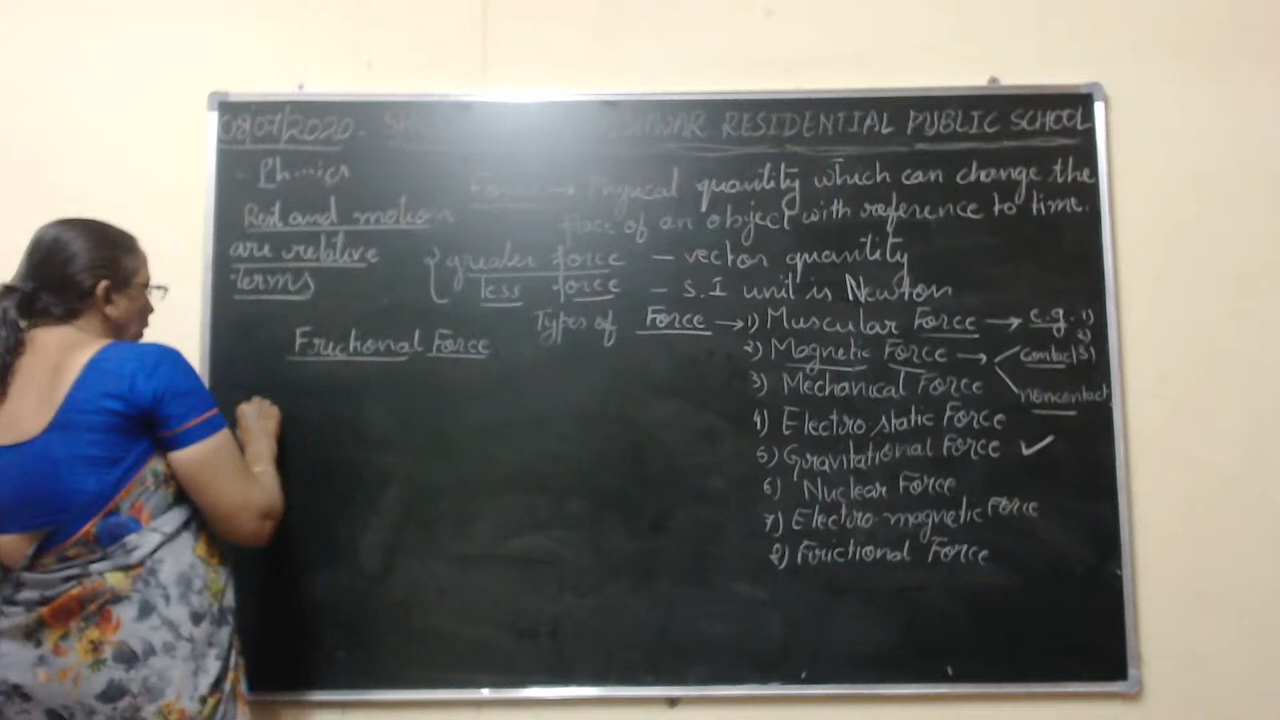 08/07/2020. RESIDENTIAL PUBLIC SCHOOL
Physics
Force → Physical quantity which can change the
place of an object with reference to time.
Rest and motion
are relative
terms
{ greater force - vector quantity
less force - S.I unit is Newton
Types of Force → 1) Muscular Force → e.g. 1)
2)
3)
2) Magnetic Force → contact
noncontact
3) Mechanical Force
4) Electro static Force
5) Gravitational Force ✓
6) Nuclear Force
7) Electro-magnetic Force
8) Frictional Force
Frictional Force